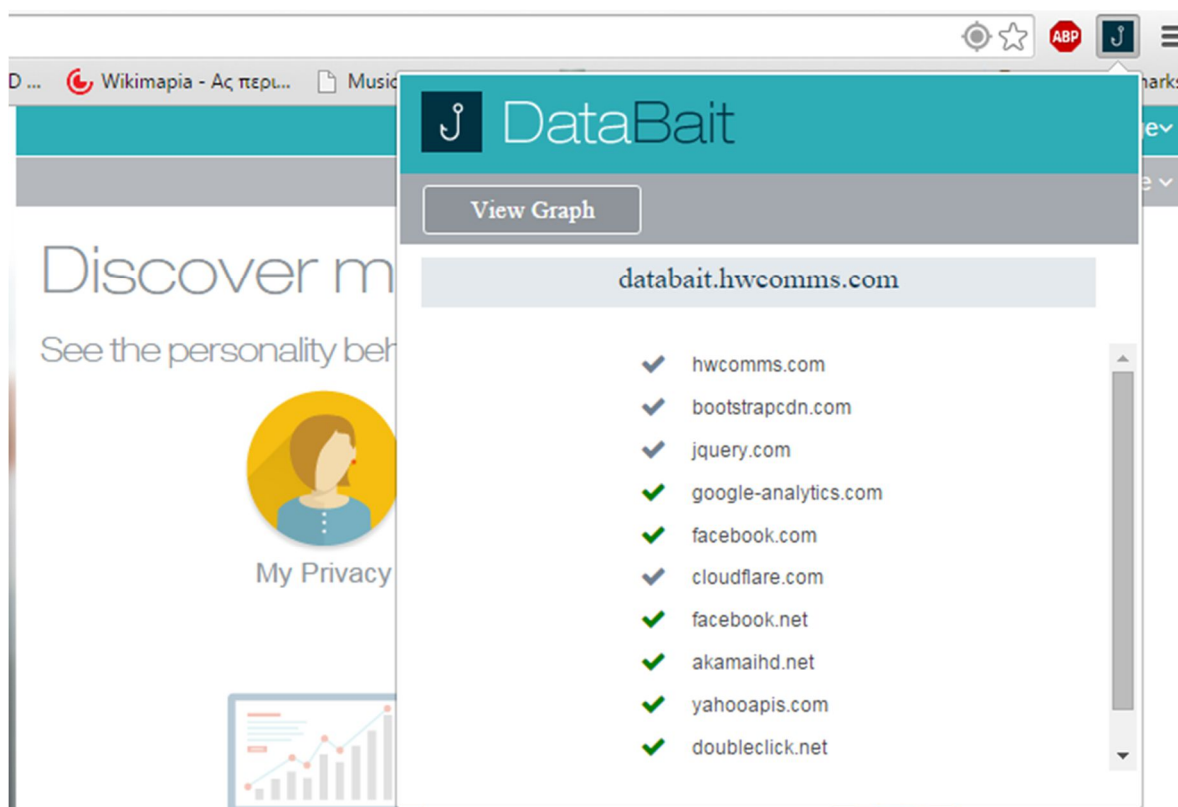 ABP
D ... Wikimapia - Ας περι... Music
DataBait
View Graph
databait.hwcomms.com
Discover m
See the personality beh
My Privacy
hwcomms.com
bootstrapcdn.com
jquery.com
google-analytics.com
facebook.com
cloudflare.com
facebook.net
akamaihd.net
yahooapis.com
doubleclick.net